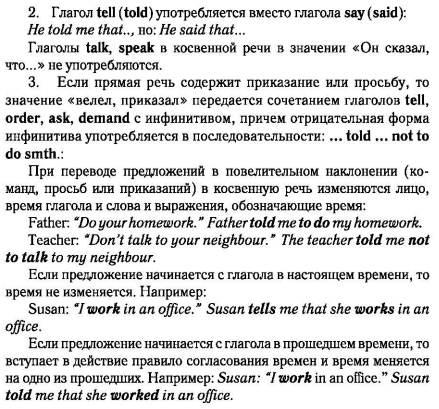 2. Глагол tell (told) употребляется вместо глагола say (said):
He told me that.., но: He said that...
Глаголы talk, speak в косвенной речи в значении «Он сказал,
что...» не употребляются.
3. Если прямая речь содержит приказание или просьбу, то
значение «велел, приказал» передается сочетанием глаголов tell,
order, ask, demand с инфинитивом, причем отрицательная форма
инфинитива употребляется в последовательности: ... told ... not to
do smth.:
При переводе предложений в повелительном наклонении (ко-
манд, просьб или приказаний) в косвенную речь изменяются лицо,
время глагола и слова и выражения, обозначающие время:
Father: “Do your homework.” Father told me to do my homework.
Teacher: “Don't talk to your neighbour.” The teacher told me not
to talk to my neighbour.
Если предложение начинается с глагола в настоящем времени, то
время не изменяется. Например:
Susan: “I work in an office.” Susan tells me that she works in an
office.
Если предложение начинается с глагола в прошедшем времени, то
вступает в действие правило согласования времен и время меняется
на одно из прошедших. Например: Susan: “I work in an office.” Susan
told me that she worked in an office.